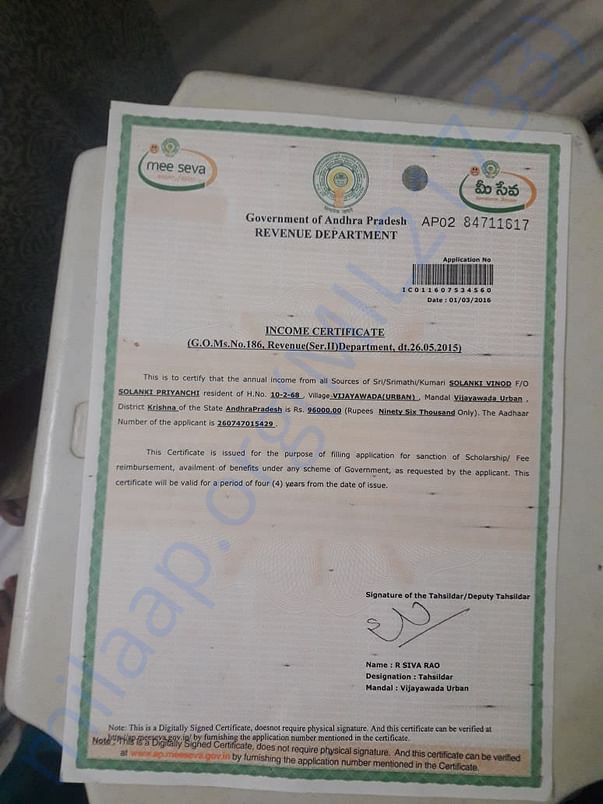 mee seva
మీ సేవ
Government of Andhra Pradesh
REVENUE DEPARTMENT
AP02 84711617
Application No
IC011607534560
Date : 01/03/2016
INCOME CERTIFICATE
(G.O.Ms.No.186, Revenue(Ser.II)Department, dt.26.05.2015)
This is to certify that the annual income from all Sources of Sri/Srimathi/Kumari SOLANKI VINOD F/O
SOLANKI PRIYANCHI resident of H.No. 10-2-68 , Village VIJAYAWADA(URBAN) , Mandal Vijayawada Urban ,
District Krishna of the State AndhraPradesh is Rs. 96000.00 (Rupees Ninety Six Thousand Only). The Aadhaar
Number of the applicant is 260747015429 .
This Certificate is issued for the purpose of filling application for sanction of Scholarship/ Fee
reimbursement, availment of benefits under any scheme of Government, as requested by the applicant. This
certificate will be valid for a period of four (4) years from the date of issue.
Signature of the Tahsildar/Deputy Tahsildar
Name : R SIVA RAO
Designation : Tahsildar
Mandal : Vijayawada Urban
Note: This is a Digitally Signed Certificate, doesnot require physical signature. And this certificate can be verified at
http://ap.meeseva.gov.in/ by furnishing the application number mentioned in the certificate.
Note : This is a Digitally Signed Certificate, does not require physical signature. And this certificate can be verified
at www.ap.meeseva.gov.in by furnishing the application number mentioned in the Certificate.